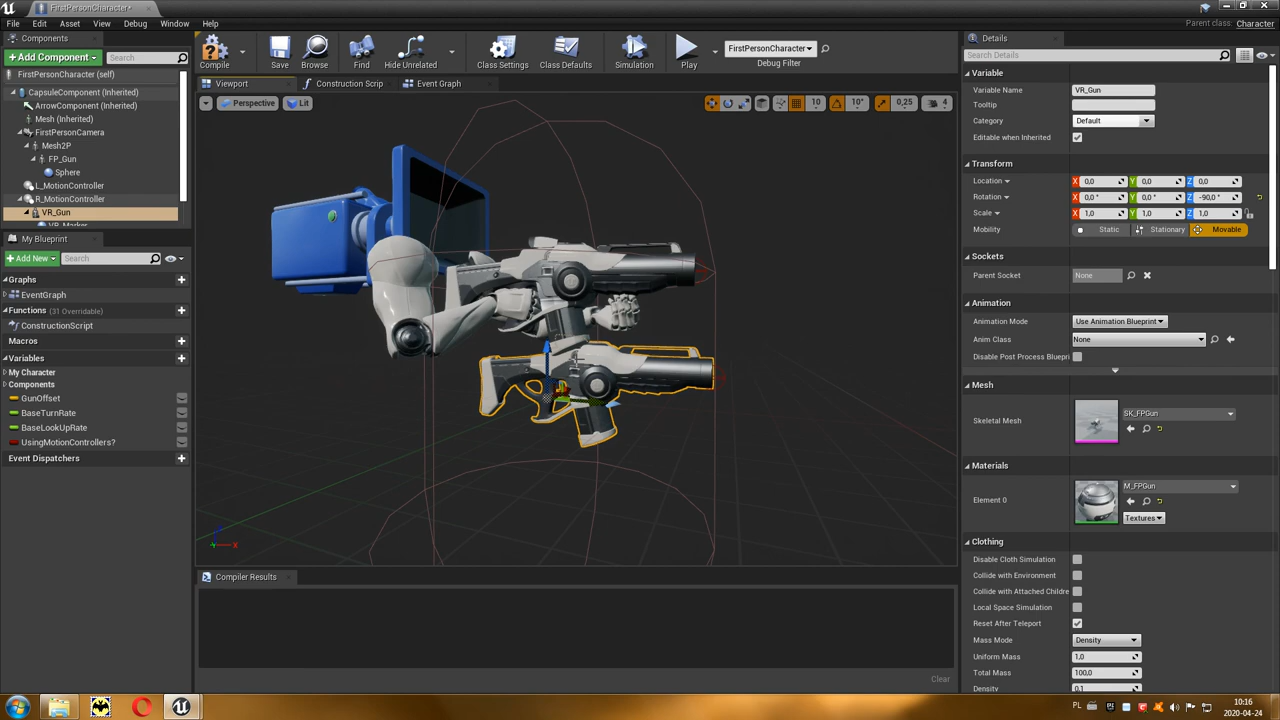 FirstPersonCharacter*
File Edit Asset View Debug Window Help
Parent class: Character
Components
Add Component
Search
FirstPersonCharacter (self)
CapsuleComponent (Inherited)
ArrowComponent (Inherited)
Mesh (Inherited)
FirstPersonCamera
Mesh2P
FP_Gun
Sphere
L_MotionController
R_MotionController
VR_Gun
My Blueprint
Add New
Search
Graphs
EventGraph
Functions (31 Overridable)
ConstructionScript
Macros
Variables
My Character
Components
GunOffset
BaseTurnRate
BaseLookUpRate
UsingMotionControllers?
Event Dispatchers
Compile
Save
Browse
Find
Hide Unrelated
Class Settings
Class Defaults
Simulation
Play
FirstPersonCharacter
Debug Filter
Viewport
Construction Scrip
Event Graph
Perspective
Lit
10
10°
0,25
4
X
Compiler Results
Clear
Details
Search Details
Variable
Variable Name VR_Gun
Tooltip
Category Default
Editable when Inherited
Transform
Location X 0,0 Y 0,0 Z 0,0
Rotation X 0,0 ° Y 0,0 ° Z -90,0 °
Scale X 1,0 Y 1,0 Z 1,0
Mobility Static Stationary Movable
Sockets
Parent Socket None
Animation
Animation Mode Use Animation Blueprint
Anim Class None
Disable Post Process Bluepri
Mesh
Skeletal Mesh SK_FPGun
Materials
Element 0 M_FPGun
Textures
Clothing
Disable Cloth Simulation
Collide with Environment
Collide with Attached Childre
Local Space Simulation
Reset After Teleport
Mass Mode Density
Uniform Mass 1,0
Total Mass 100,0
Density 0,1
PL
10:16
2020-04-24